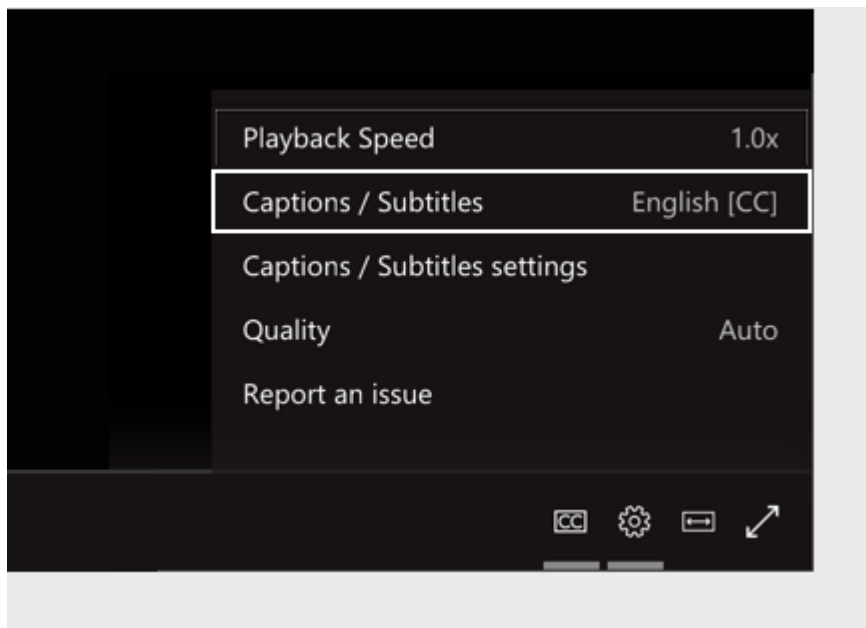 Playback Speed 1.0x
Captions / Subtitles English [CC]
Captions / Subtitles settings
Quality Auto
Report an issue
CC